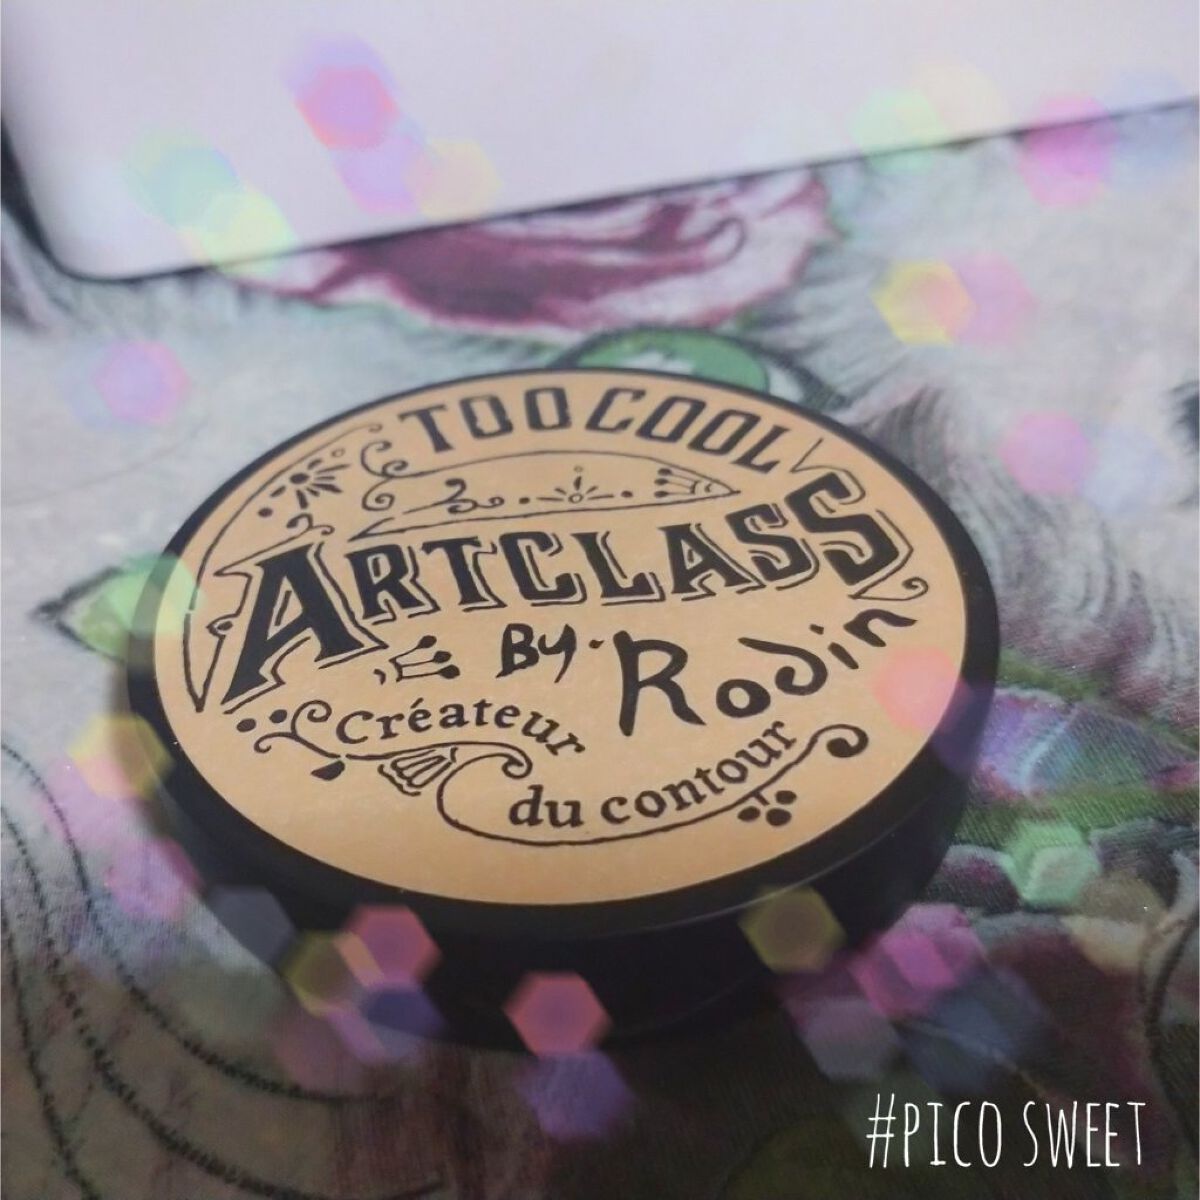 TOO COOL
ARTCLASS
By. Rodin
Créateur
du contour
#PICO SWEET